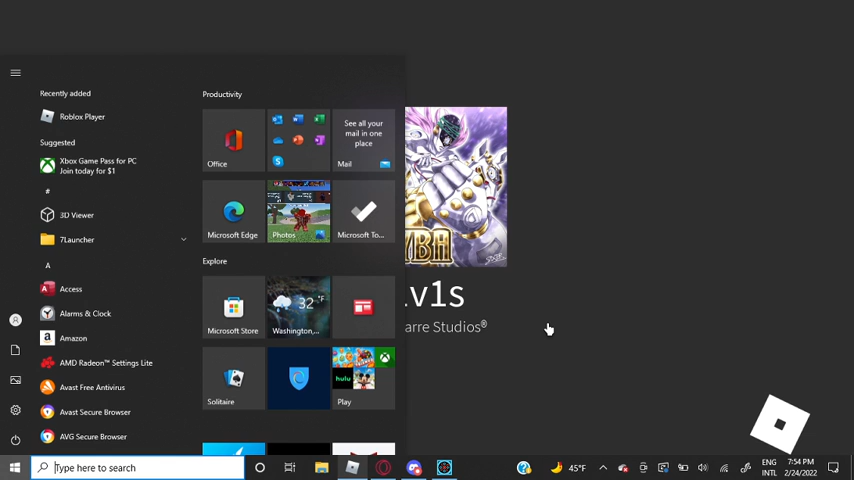 Recently added
Roblox Player
Suggested
Xbox Game Pass for PC
Join today for $1
#
3D Viewer
7Launcher
A
Access
Alarms & Clock
Amazon
AMD Radeon™ Settings Lite
Avast Free Antivirus
Avast Secure Browser
AVG Secure Browser
Productivity
Office
See all your
mail in one
place
Mail
Microsoft Edge
Photos
Microsoft To...
Explore
Microsoft Store
32 °F
Washington,...
Solitaire
hulu
Play
YBA
v1s
arre Studios®
Type here to search
45°F
ENG
INTL
7:54 PM
2/24/2022